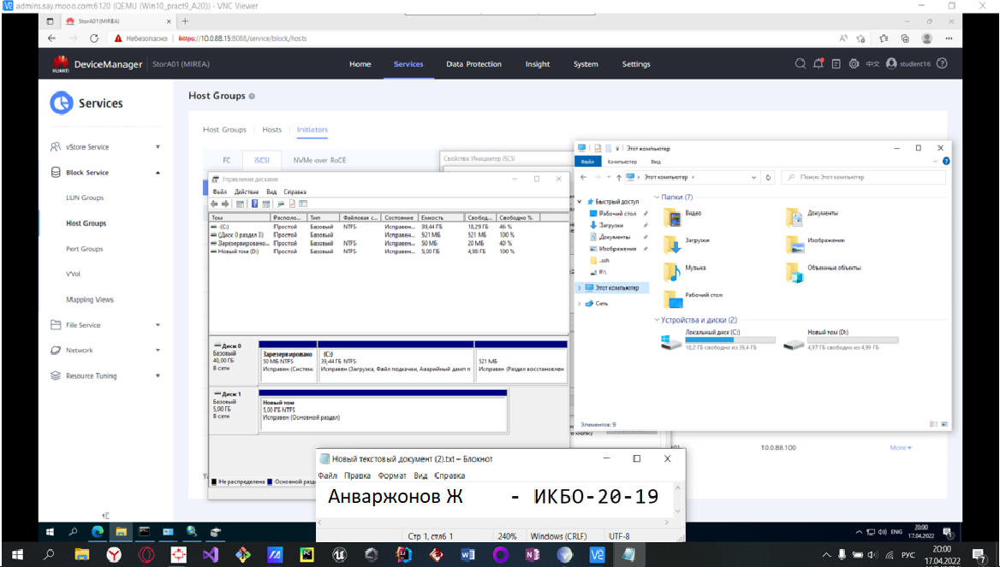 admins.say.mooo.com:6120 (QEMU (Win10_pract9_A20)) - VNC Viewer
StorA01(MIREA)
Небезопасно https://10.0.88.15:8088/service/block/hosts
HUAWEI DeviceManager StorA01 (MIREA) Home Services Data Protection Insight System Settings 中文 student16
Services
vStore Service
Block Service
LUN Groups
Host Groups
Port Groups
VVol
Mapping Views
File Service
Network
Resource Tuning
Host Groups
Host Groups Hosts Initiators
FC iSCSI NVMe over RoCE
Свойства: Инициатор iSCSI
Управление дисками
Файл Действие Вид Справка
Том Располо... Тип Файловая с... Состояние Емкость Свобод... Свободно %
(C:) Простой Базовый NTFS Исправен... 39,44 ГБ 18,29 ГБ 46 %
(Диск 0 раздел 3) Простой Базовый Исправен... 521 МБ 521 МБ 100 %
Зарезервировано... Простой Базовый NTFS Исправен... 50 МБ 20 МБ 40 %
Новый том (D:) Простой Базовый NTFS Исправен... 5,00 ГБ 4,98 ГБ 100 %
Диск 0
Базовый
40,00 ГБ
В сети
Зарезервировано
50 МБ NTFS
Исправен (Система
(C:)
39,44 ГБ NTFS
Исправен (Загрузка, Файл подкачки, Аварийный дамп п
521 МБ
Исправен (Раздел восстановлен
Диск 1
Базовый
5,00 ГБ
В сети
Новый том
5,00 ГБ NTFS
Исправен (Основной раздел)
Не распределена Основной разд
Этот компьютер
Файл Компьютер Вид
Этот компьютер
Поиск: Этот компьютер
Быстрый доступ
Рабочий стол
Загрузки
Документы
Изображения
.ssh
Этот компьютер
Сеть
Папки (7)
Видео
Документы
Загрузки
Изображения
Музыка
Объемные объекты
Рабочий стол
Устройства и диски (2)
Локальный диск (C:)
18,2 ГБ свободно из 39,4 ГБ
Новый том (D:)
4,97 ГБ свободно из 4,99 ГБ
Элементов: 9
10.0.88.100 More
Новый текстовый документ (2).txt – Блокнот
Файл Правка Формат Вид Справка
Анваржонов Ж - ИКБО-20-19
Стр 1, стлб 1 240% Windows (CRLF) UTF-8
ENG 20:00
17.04.2022
РУС 20:00
17.04.2022
7